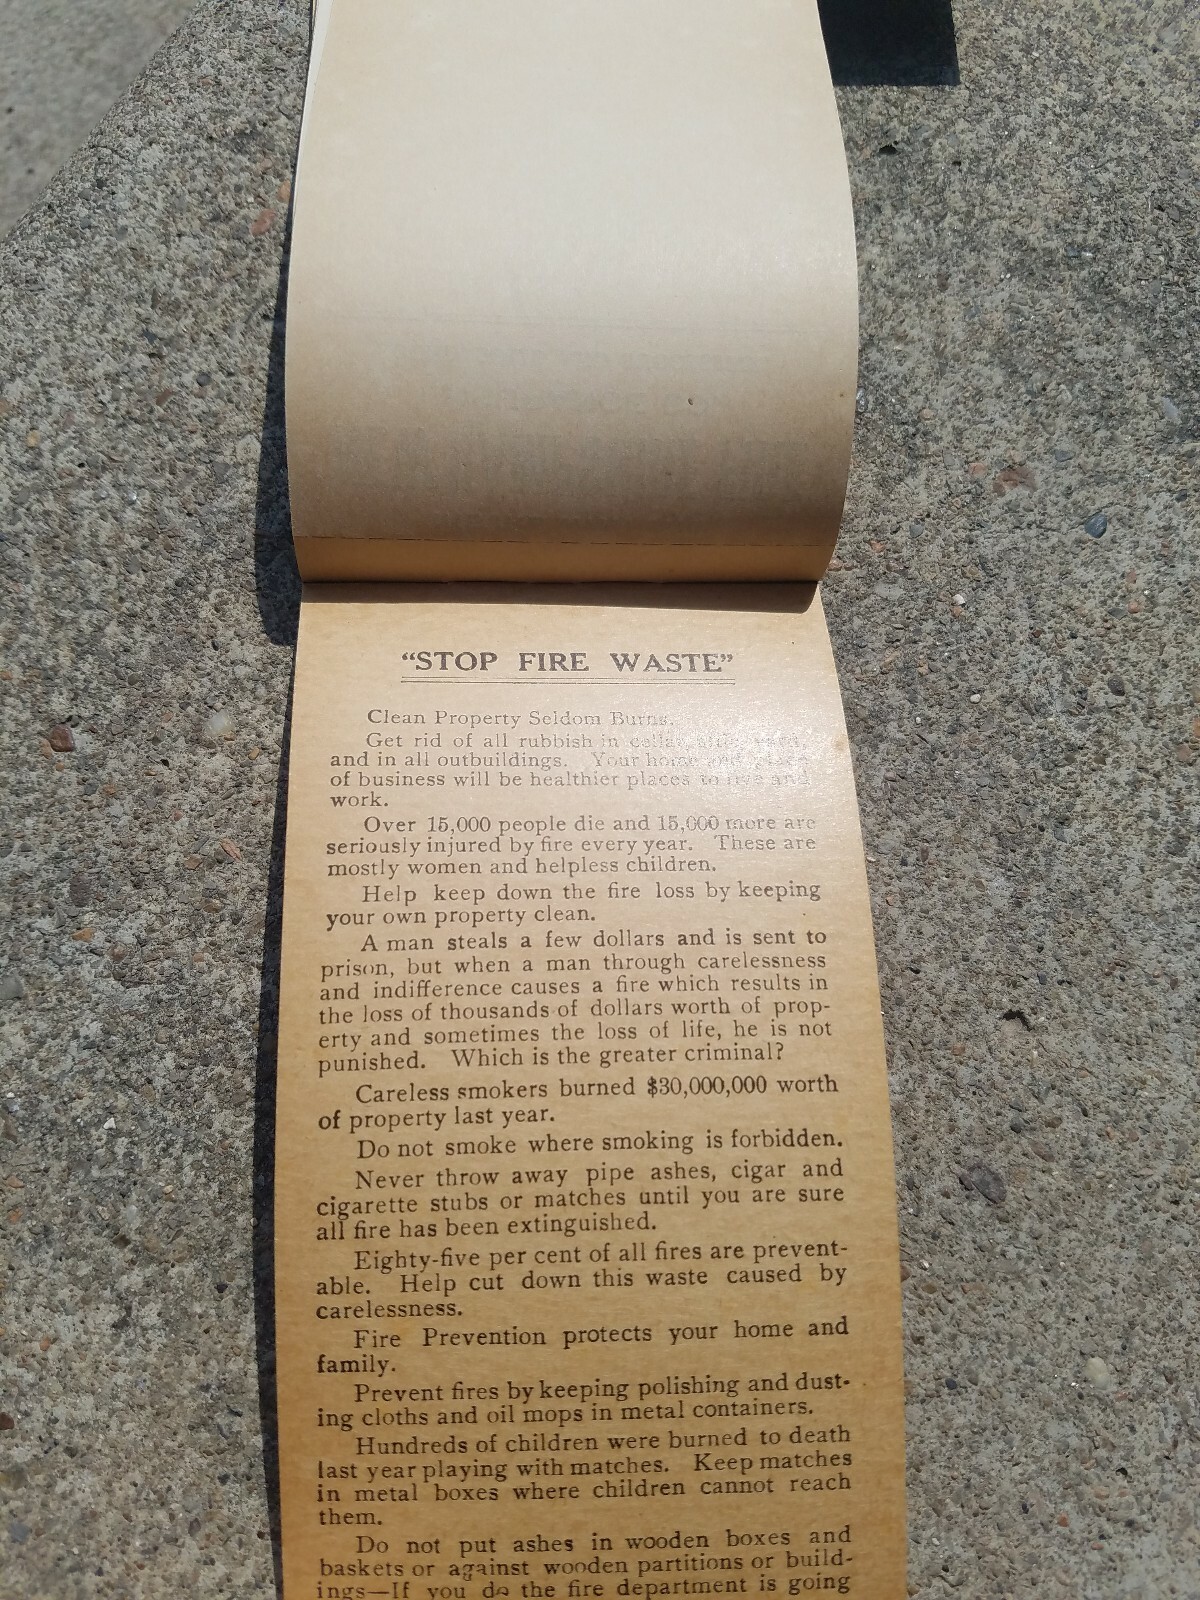 “STOP FIRE WASTE”
Clean Property Seldom Burns.
Get rid of all rubbish in cellar, attic, yard,
and in all outbuildings. Your home and place
of business will be healthier places to live and
work.
Over 15,000 people die and 15,000 more are
seriously injured by fire every year. These are
mostly women and helpless children.
Help keep down the fire loss by keeping
your own property clean.
A man steals a few dollars and is sent to
prison, but when a man through carelessness
and indifference causes a fire which results in
the loss of thousands of dollars worth of prop-
erty and sometimes the loss of life, he is not
punished. Which is the greater criminal?
Careless smokers burned $30,000,000 worth
of property last year.
Do not smoke where smoking is forbidden.
Never throw away pipe ashes, cigar and
cigarette stubs or matches until you are sure
all fire has been extinguished.
Eighty-five per cent of all fires are prevent-
able. Help cut down this waste caused by
carelessness.
Fire Prevention protects your home and
family.
Prevent fires by keeping polishing and dust-
ing cloths and oil mops in metal containers.
Hundreds of children were burned to death
last year playing with matches. Keep matches
in metal boxes where children cannot reach
them.
Do not put ashes in wooden boxes and
baskets or against wooden partitions or build-
ings—If you do the fire department is going